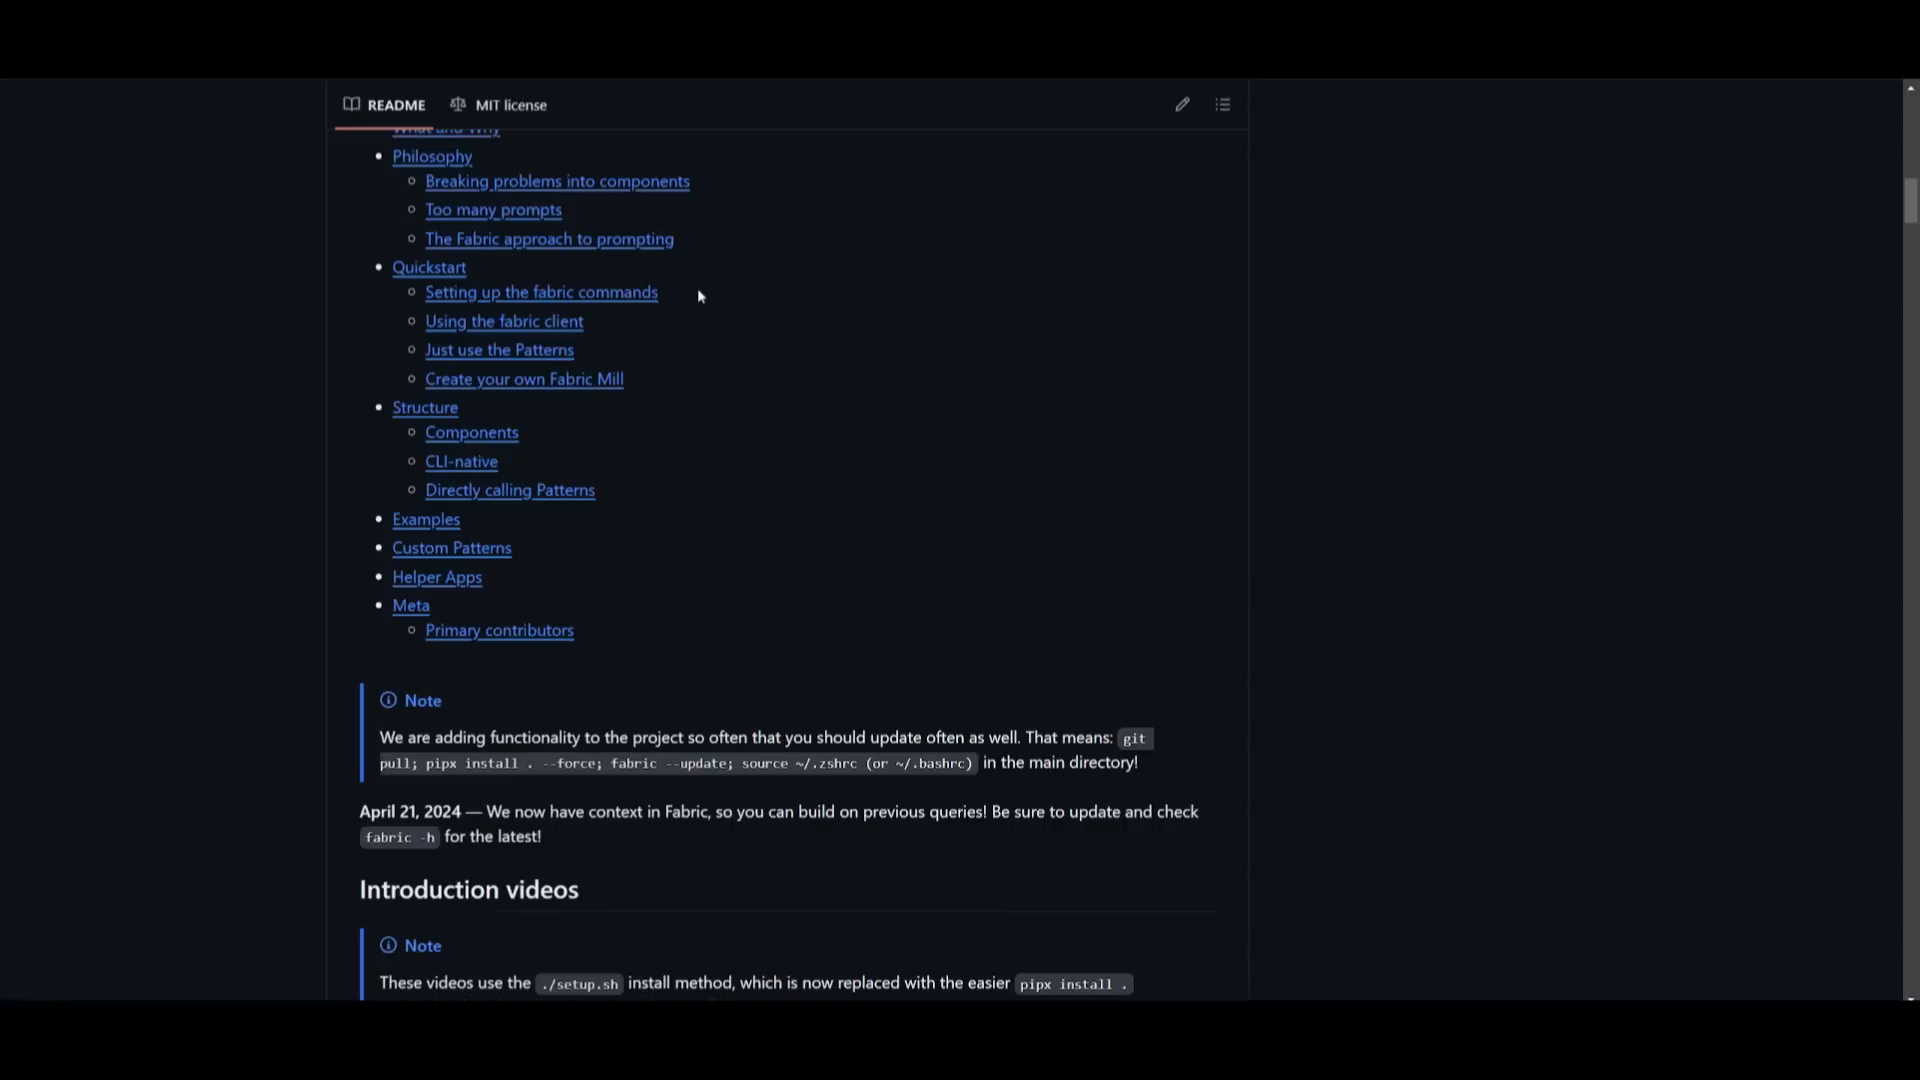 README MIT license
What and Why
Philosophy
Breaking problems into components
Too many prompts
The Fabric approach to prompting
Quickstart
Setting up the fabric commands
Using the fabric client
Just use the Patterns
Create your own Fabric Mill
Structure
Components
CLI-native
Directly calling Patterns
Examples
Custom Patterns
Helper Apps
Meta
Primary contributors
Note
We are adding functionality to the project so often that you should update often as well. That means: git
pull; pipx install . --force; fabric --update; source ~/.zshrc (or ~/.bashrc) in the main directory!
April 21, 2024 — We now have context in Fabric, so you can build on previous queries! Be sure to update and check
fabric -h for the latest!
Introduction videos
Note
These videos use the ./setup.sh install method, which is now replaced with the easier pipx install .